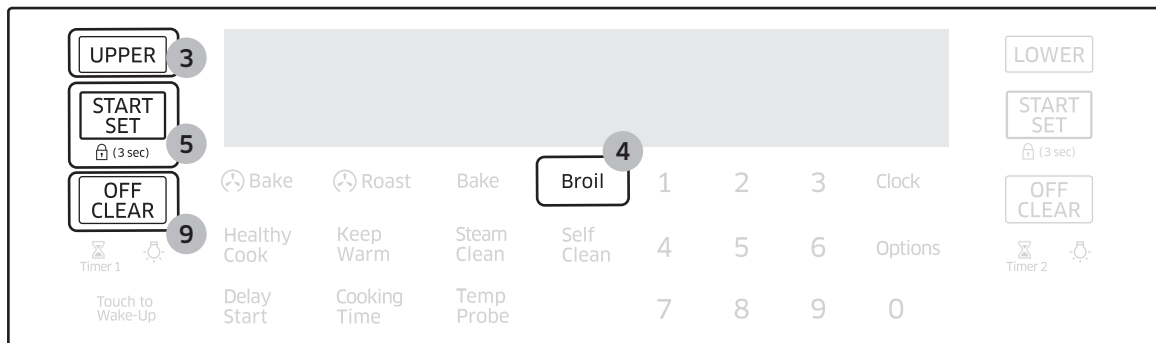 UPPER 3 LOWER
START
SET
(3 sec) 5
START
SET
(3 sec)
4
Bake Roast Bake Broil 1 2 3 Clock
OFF
CLEAR
9
OFF
CLEAR
Timer 1
Healthy
Cook
Keep
Warm
Steam
Clean
Self
Clean
4 5 6 Options
Timer 2
Touch to
Wake-Up
Delay
Start
Cooking
Time
Temp
Probe
7 8 9 0